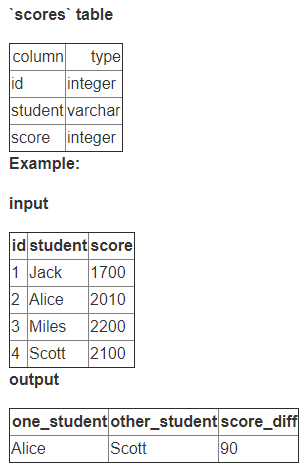 `scores` table
column type
id integer
student varchar
score integer
Example:
input
id student score
1 Jack 1700
2 Alice 2010
3 Miles 2200
4 Scott 2100
output
one_student other_student score_diff
Alice Scott 90